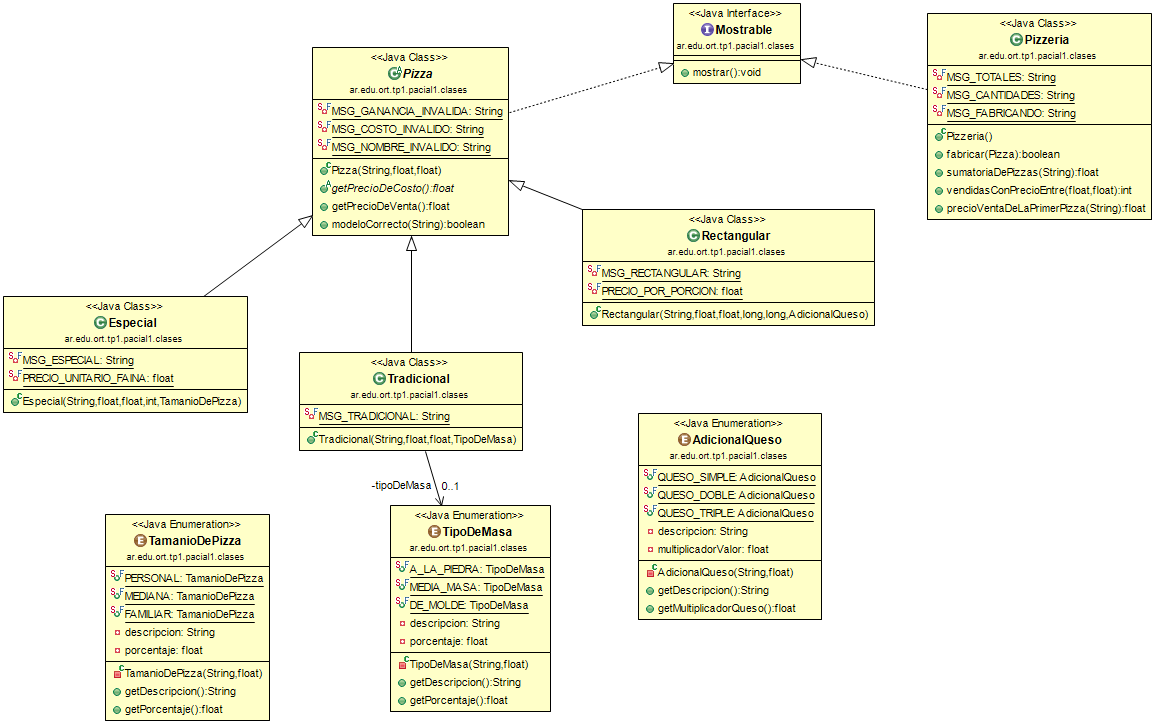 <<Java Interface>>
Mostrable
ar.edu.ort.tp1.pacial1.clases
mostrar():void
<<Java Class>>
Pizzeria
ar.edu.ort.tp1.pacial1.clases
MSG_TOTALES: String
MSG_CANTIDADES: String
MSG_FABRICANDO: String
Pizzeria()
fabricar(Pizza):boolean
sumatoriaDePizzas(String):float
vendidasConPrecioEntre(float,float):int
precioVentaDeLaPrimerPizza(String):float
<<Java Class>>
Pizza
ar.edu.ort.tp1.pacial1.clases
MSG_GANANCIA_INVALIDA: String
MSG_COSTO_INVALIDO: String
MSG_NOMBRE_INVALIDO: String
Pizza(String,float,float)
getPrecioDeCosto():float
getPrecioDeVenta():float
modeloCorrecto(String):boolean
<<Java Class>>
Rectangular
ar.edu.ort.tp1.pacial1.clases
MSG_RECTANGULAR: String
PRECIO_POR_PORCION: float
Rectangular(String,float,float,long,long,AdicionalQueso)
<<Java Class>>
Especial
ar.edu.ort.tp1.pacial1.clases
MSG_ESPECIAL: String
PRECIO_UNITARIO_FAINA: float
Especial(String,float,float,int,TamanioDePizza)
<<Java Class>>
Tradicional
ar.edu.ort.tp1.pacial1.clases
MSG_TRADICIONAL: String
Tradicional(String,float,float,TipoDeMasa)
-tipoDeMasa 0..1
<<Java Enumeration>>
AdicionalQueso
ar.edu.ort.tp1.pacial1.clases
QUESO_SIMPLE: AdicionalQueso
QUESO_DOBLE: AdicionalQueso
QUESO_TRIPLE: AdicionalQueso
descripcion: String
multiplicadorValor: float
AdicionalQueso(String,float)
getDescripcion():String
getMultiplicadorQueso():float
<<Java Enumeration>>
TamanioDePizza
ar.edu.ort.tp1.pacial1.clases
PERSONAL: TamanioDePizza
MEDIANA: TamanioDePizza
FAMILIAR: TamanioDePizza
descripcion: String
porcentaje: float
TamanioDePizza(String,float)
getDescripcion():String
getPorcentaje():float
<<Java Enumeration>>
TipoDeMasa
ar.edu.ort.tp1.pacial1.clases
A_LA_PIEDRA: TipoDeMasa
MEDIA_MASA: TipoDeMasa
DE_MOLDE: TipoDeMasa
descripcion: String
porcentaje: float
TipoDeMasa(String,float)
getDescripcion():String
getPorcentaje():float